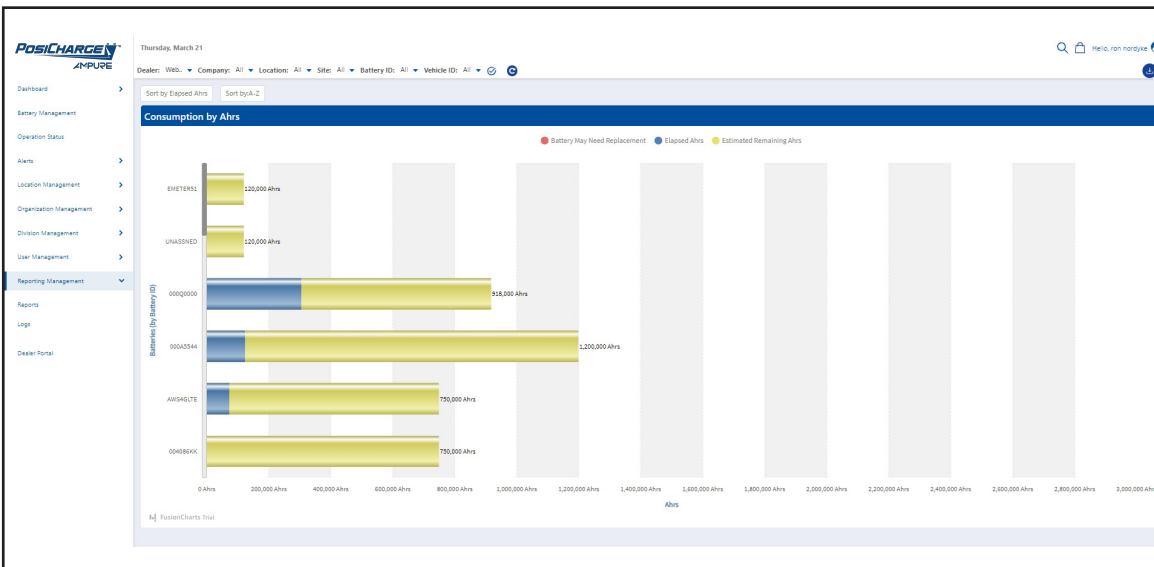 POSICHARGE
AMPURE
Thursday, March 21
Hello, ron nordyke
Dealer: Web.. Company: All Location: All Site: All Battery ID: All Vehicle ID: All
Dashboard
Battery Management
Operation Status
Alerts
Location Management
Organization Management
Division Management
User Management
Reporting Management
Reports
Logs
Dealer Portal
Sort by Elapsed Ahrs Sort by:A-Z
Consumption by Ahrs
Battery May Need Replacement Elapsed Ahrs Estimated Remaining Ahrs
Batteries (by Battery ID)
EMETER51 120,000 Ahrs
UNASSNED 120,000 Ahrs
000Q0000 918,000 Ahrs
000A5544 1,200,000 Ahrs
AWS4GLTE 750,000 Ahrs
004086KK 750,000 Ahrs
0 Ahrs 200,000 Ahrs 400,000 Ahrs 600,000 Ahrs 800,000 Ahrs 1,000,000 Ahrs 1,200,000 Ahrs 1,400,000 Ahrs 1,600,000 Ahrs 1,800,000 Ahrs 2,000,000 Ahrs 2,200,000 Ahrs 2,400,000 Ahrs 2,600,000 Ahrs 2,800,000 Ahrs 3,000,000 Ahr
Ahrs
FusionCharts Trial